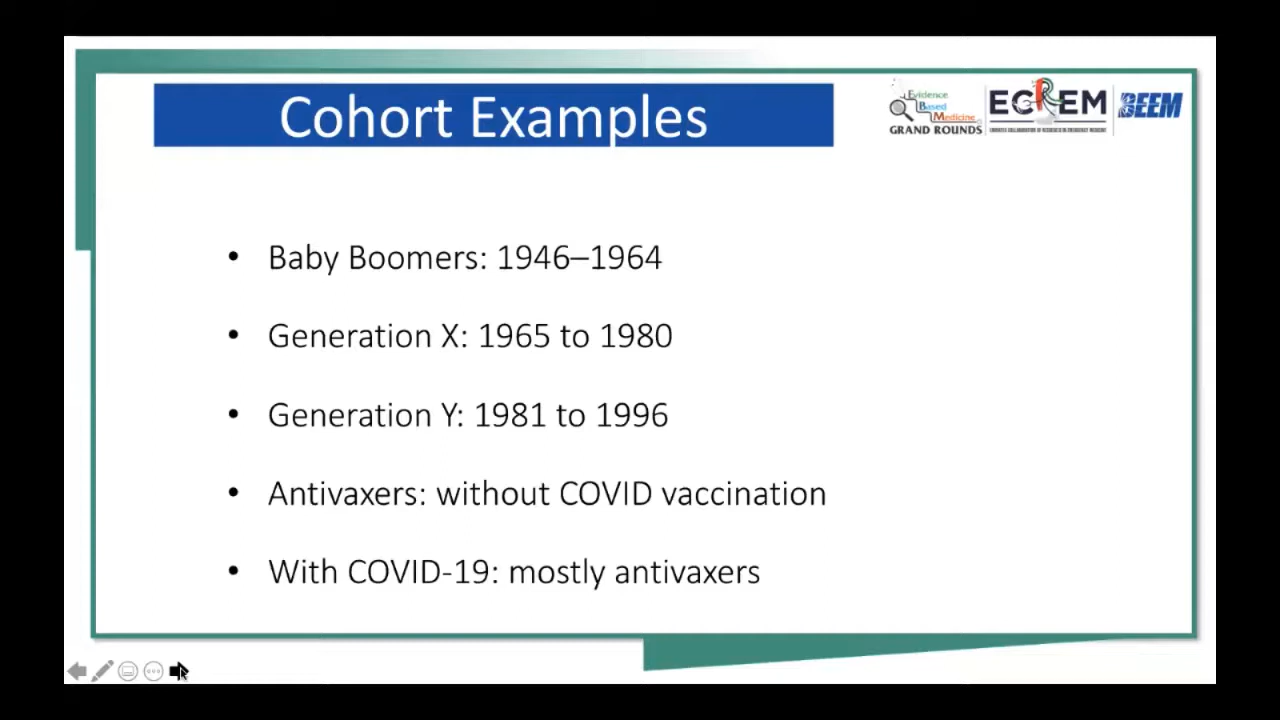 Cohort Examples
Evidence
Based
Medicine
GRAND ROUNDS
BEEM
• Baby Boomers: 1946–1964
• Generation X: 1965 to 1980
• Generation Y: 1981 to 1996
• Antivaxers: without COVID vaccination
• With COVID-19: mostly antivaxers